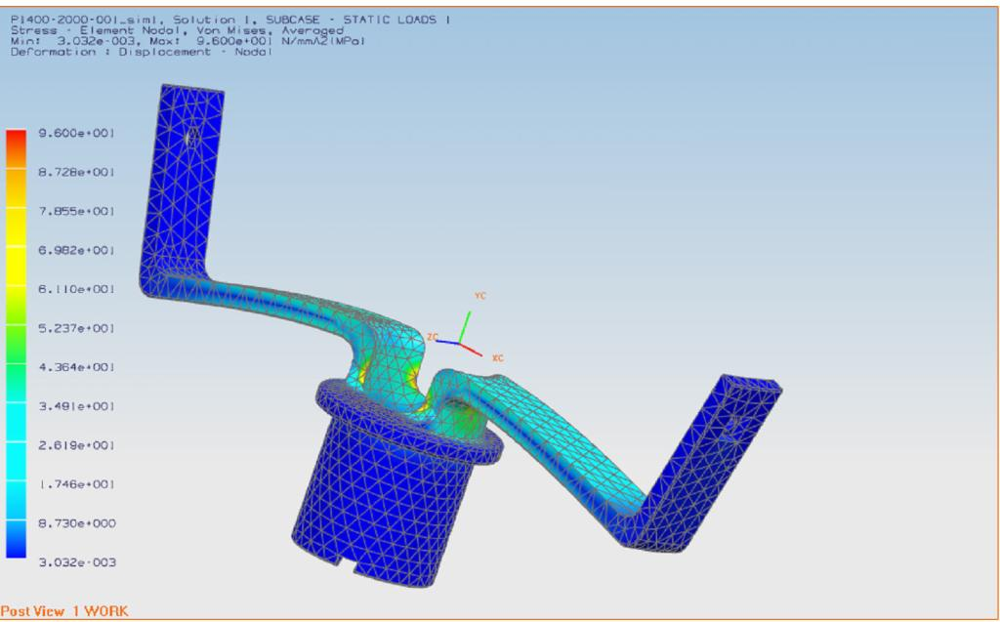 P1400-2000-001_sim1, Solution 1, SUBCASE - STATIC LOADS 1
Stress - Element Nodal, Von Mises, Averaged
Min: 3.032e-003, Max: 9.600e+001 N/mm^2(MPa)
Deformation : Displacement - Nodal
9.600e+001
8.728e+001
7.855e+001
6.982e+001
6.110e+001
5.237e+001
4.364e+001
3.491e+001
2.619e+001
1.746e+001
8.730e+000
3.032e-003
YC
ZC
XC
Post View 1 WORK